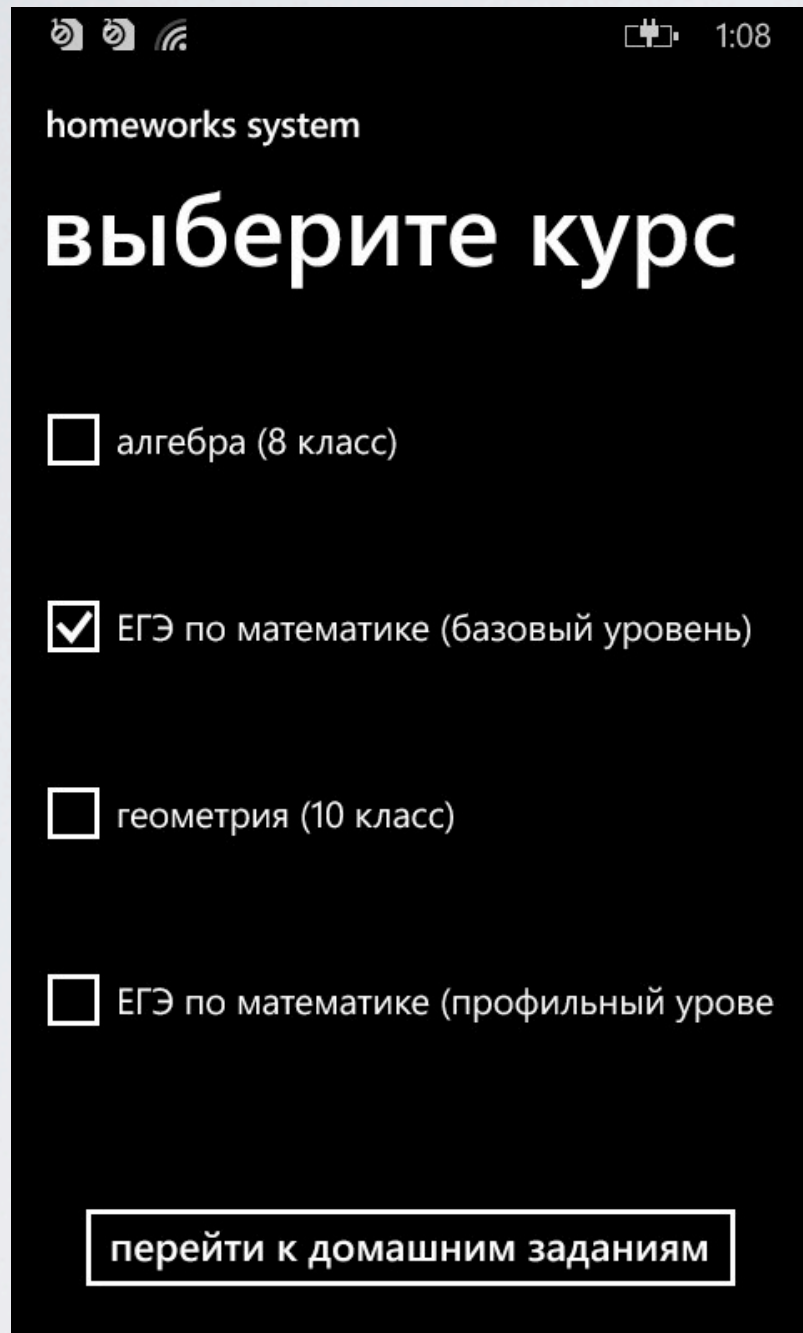 1:08
homeworks system
выберите курс
алгебра (8 класс)
ЕГЭ по математике (базовый уровень)
геометрия (10 класс)
ЕГЭ по математике (профильный урове
перейти к домашним заданиям